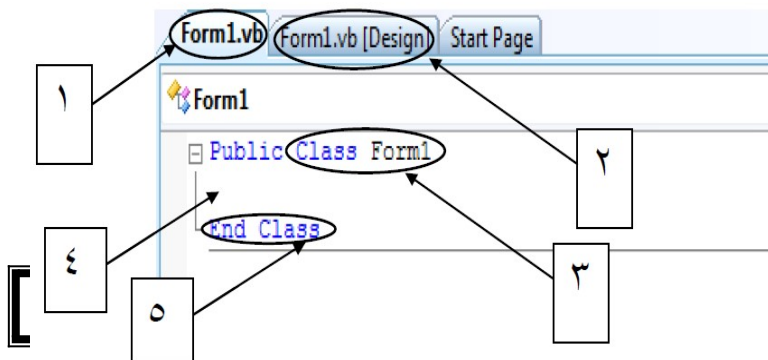 Form1.vb Form1.vb [Design] Start Page
١
Form1
Public Class Form1
٢
End Class
٤
٣
٥